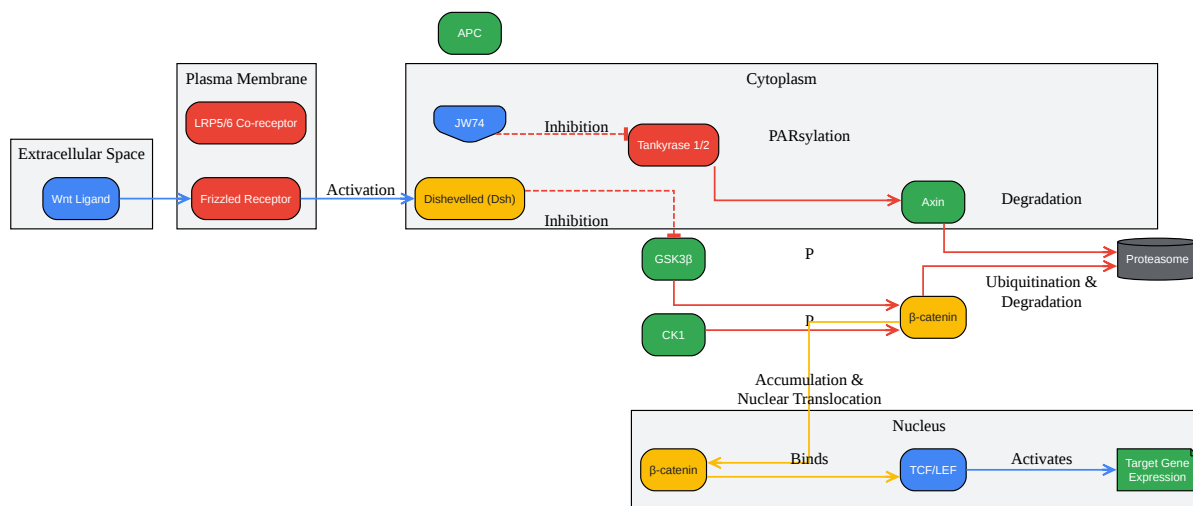 APC
Plasma Membrane
Cytoplasm
LRP5/6 Co-receptor
JW74
Inhibition
Tankyrase 1/2
PARsylation
Extracellular Space
Wnt Ligand
Frizzled Receptor
Activation
Dishevelled (Dsh)
Inhibition
Axin
Degradation
GSK3β
P
Proteasome
Ubiquitination &
Degradation
β-catenin
P
CK1
Accumulation &
Nuclear Translocation
Nucleus
β-catenin
Binds
TCF/LEF
Activates
Target Gene
Expression